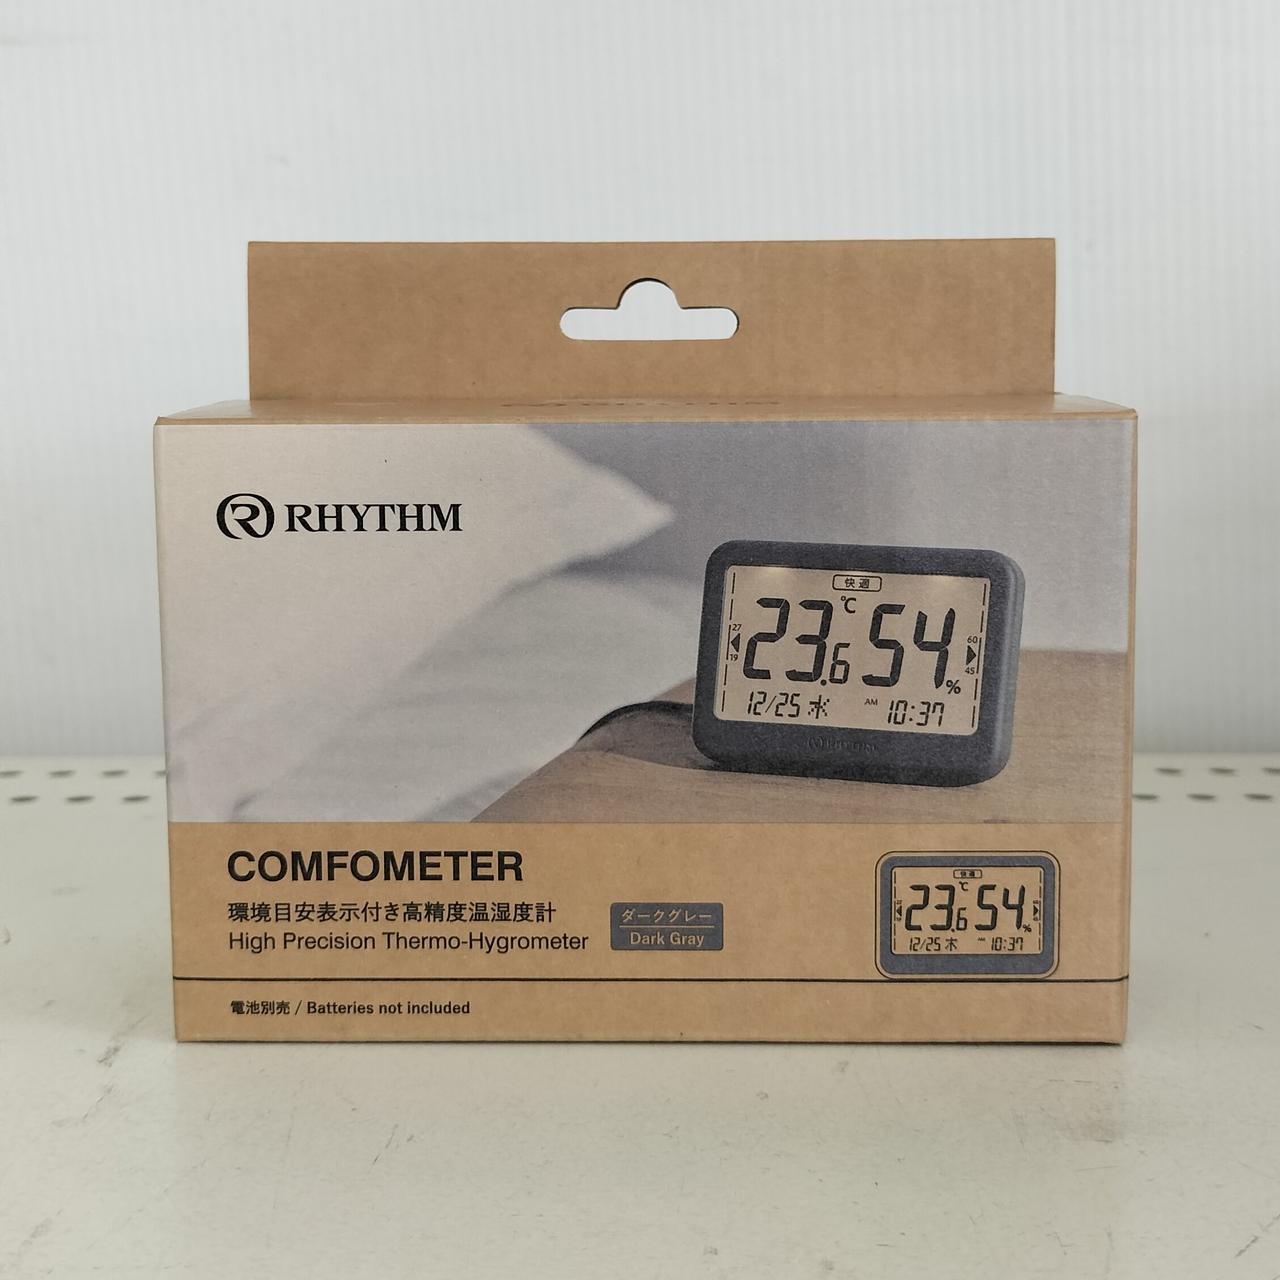 RHYTHM
RHYTHM
快適
℃
23.6 54 %
27
19
60
45
12/25 水 AM 10:37
RHYTHM
COMFOMETER
環境目安表示付き高精度温湿度計
High Precision Thermo-Hygrometer
ダークグレー
Dark Gray
快適
℃
23.6 54 %
12/25 木 10:37
電池別売 / Batteries not included